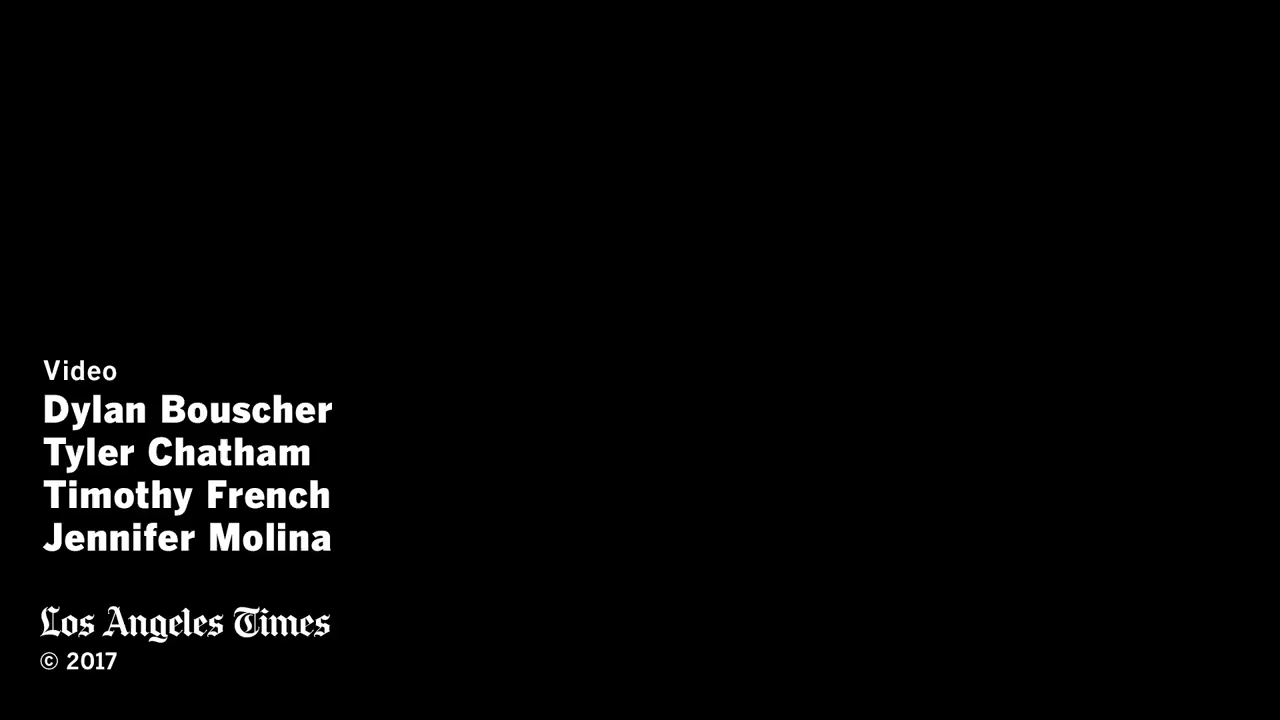 Video
Dylan Bouscher
Tyler Chatham
Timothy French
Jennifer Molina
Los Angeles Times
© 2017